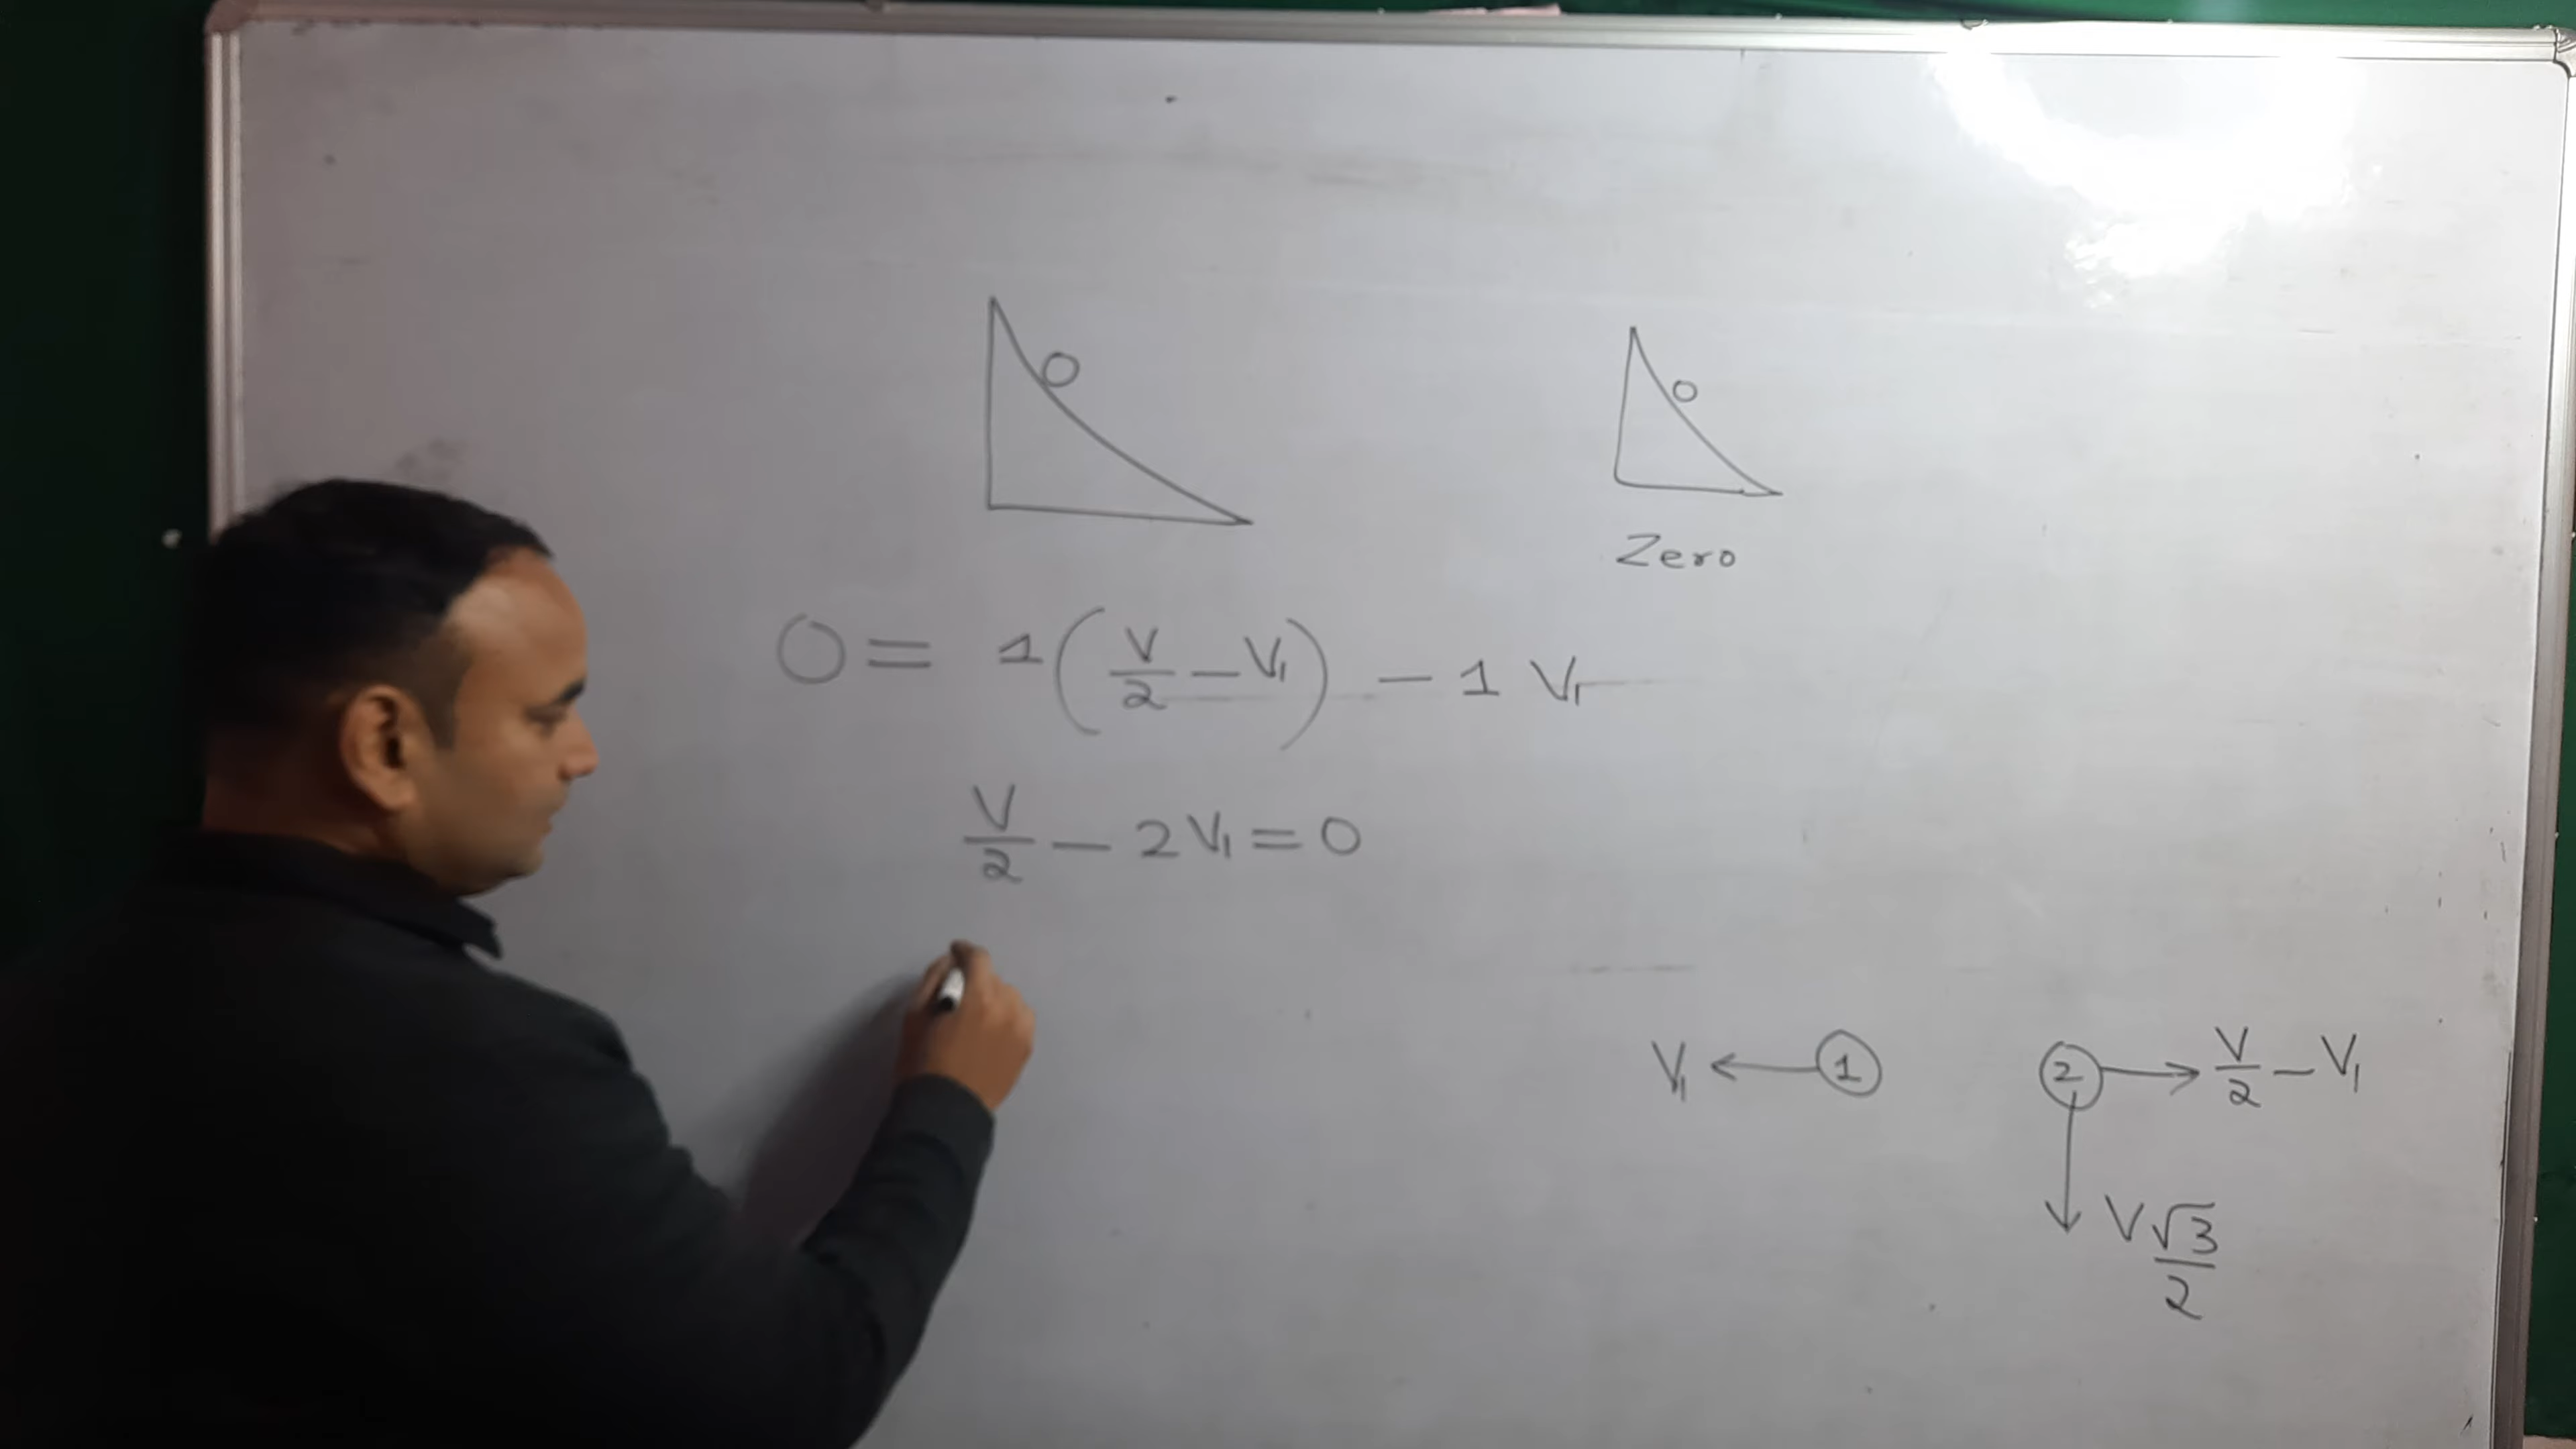 Zero
0 = 1(V/2 - V₁) - 1 V₁
V/2 - 2V₁ = 0
V₁ ← ① ② → V/2 - V₁
V√3/2